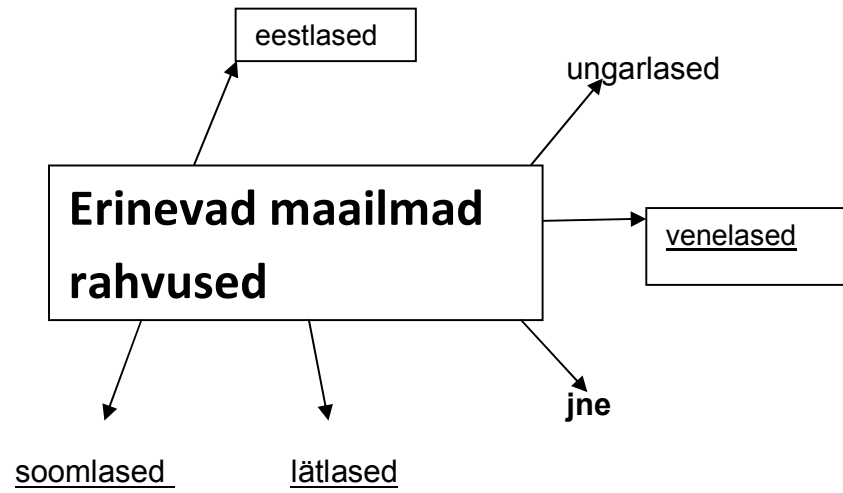 eestlased
ungarlased
Erinevad maailmad
rahvused
venelased
jne
soomlased
lätlased